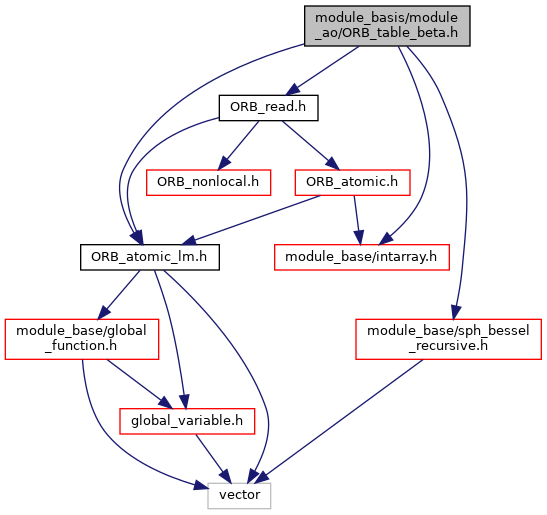 module_basis/module
_ao/ORB_table_beta.h
ORB_read.h
ORB_nonlocal.h
ORB_atomic.h
ORB_atomic_lm.h
module_base/intarray.h
module_base/global
_function.h
module_base/sph_bessel
_recursive.h
global_variable.h
vector